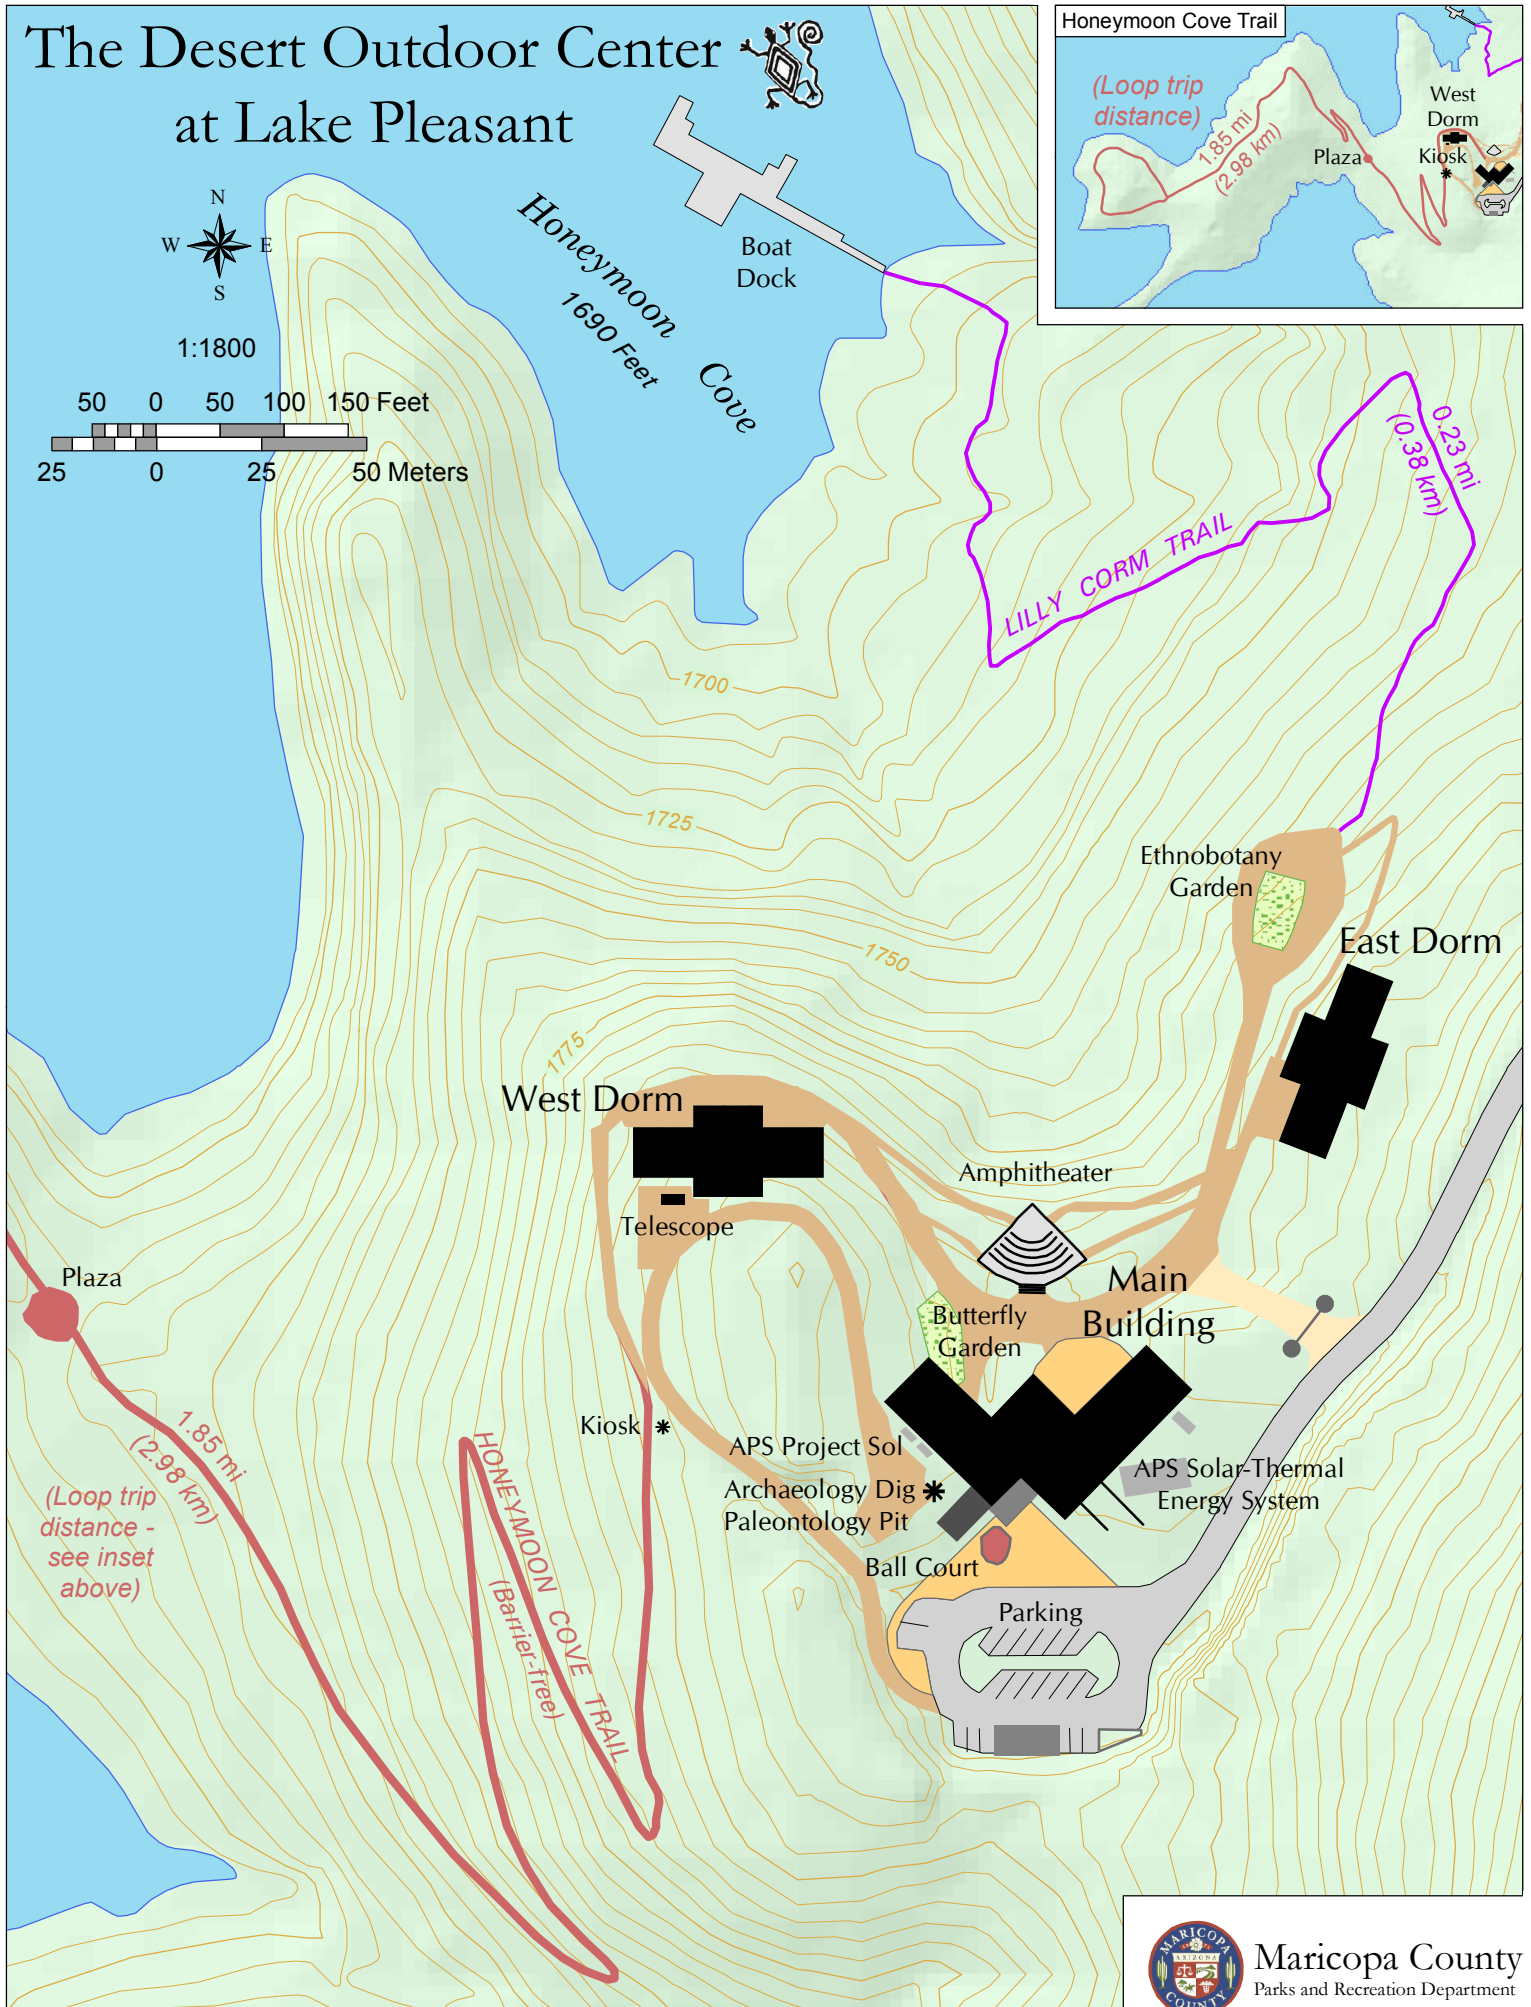 The Desert Outdoor Center
at Lake Pleasant
N
W E
S
1:1800
50 0 50 100 150 Feet
25 0 25 50 Meters
Honeymoon Cove
1690 Feet
Boat
Dock
Honeymoon Cove Trail
(Loop trip
distance)
1.85 mi
(2.98 km)
Plaza
West
Dorm
Kiosk
0.23 mi
(0.38 km)
LILLY CORM TRAIL
1700
1725
1750
1775
Ethnobotany
Garden
East Dorm
West Dorm
Telescope
Amphitheater
Main
Building
Butterfly
Garden
Plaza
1.85 mi
(2.98 km)
(Loop trip
distance -
see inset
above)
Kiosk
HONEYMOON COVE TRAIL
(Barrier-free)
APS Project Sol
Archaeology Dig
Paleontology Pit
APS Solar-Thermal
Energy System
Ball Court
Parking
MARICOPA
ARIZONA
COUNTY
Maricopa County
Parks and Recreation Department